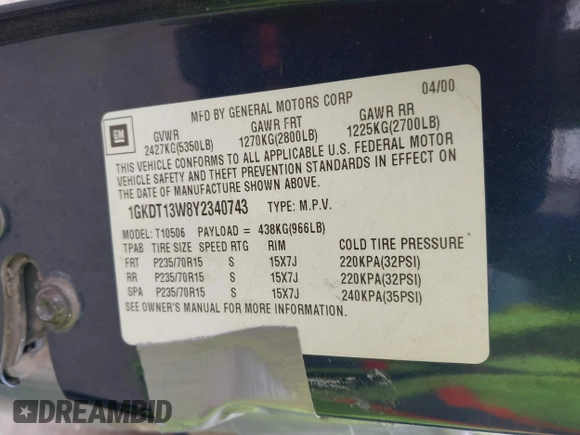 MFD BY GENERAL MOTORS CORP 04/00
GM
GVWR GAWR FRT GAWR RR
2427KG(5350LB) 1270KG(2800LB) 1225KG(2700LB)
THIS VEHICLE CONFORMS TO ALL APPLICABLE U.S. FEDERAL MOTOR
VEHICLE SAFETY AND THEFT PREVENTION STANDARDS IN EFFECT ON
THE DATE OF MANUFACTURE SHOWN ABOVE.
1GKDT13W8Y2340743 TYPE: M.P.V.
MODEL: T10506 PAYLOAD = 438KG(966LB)
TPAB TIRE SIZE SPEED RTG RIM COLD TIRE PRESSURE
FRT P235/70R15 S 15X7J 220KPA(32PSI)
RR P235/70R15 S 15X7J 220KPA(32PSI)
SPA P235/70R15 S 15X7J 240KPA(35PSI)
SEE OWNER'S MANUAL FOR MORE INFORMATION.
DREAMBID